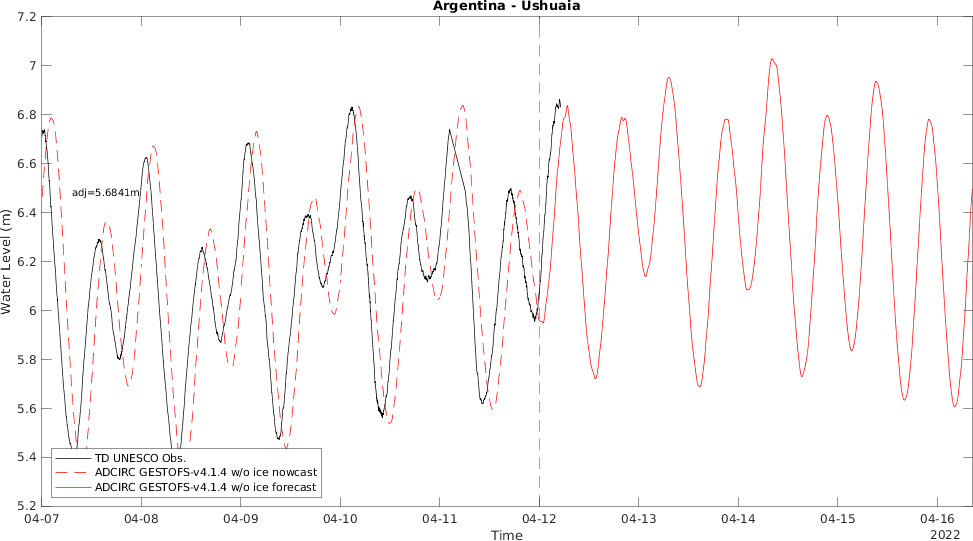 Argentina - Ushuaia
7.2
7
6.8
6.6
6.4
6.2
6
5.8
5.6
5.4
5.2
Water Level (m)
adj=5.6841m
TD UNESCO Obs.
ADCIRC GESTOFS-v4.1.4 w/o ice nowcast
ADCIRC GESTOFS-v4.1.4 w/o ice forecast
04-07 04-08 04-09 04-10 04-11 04-12 04-13 04-14 04-15 04-16
Time
2022